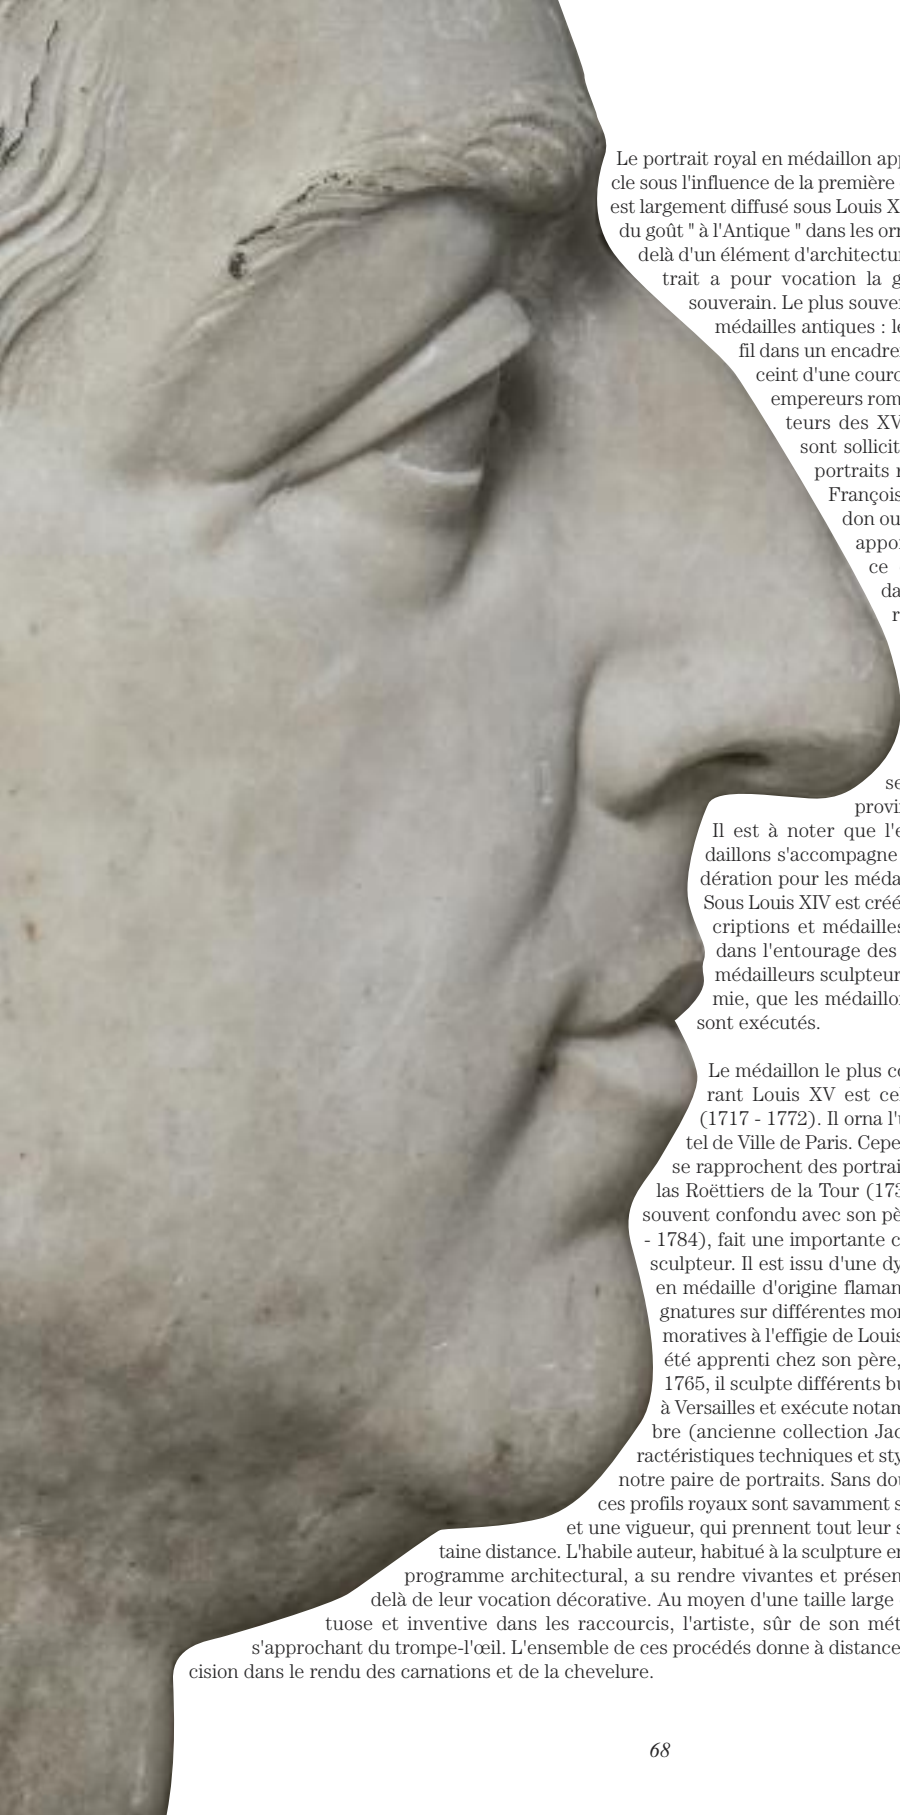 Le portrait royal en médaillon app
cle sous l'influence de la première
est largement diffusé sous Louis X
du goût " à l'Antique " dans les orn
delà d'un élément d'architectur
trait a pour vocation la g
souverain. Le plus souve
médailles antiques : le
fil dans un encadre
ceint d'une couro
empereurs rom
teurs des XV
sont sollicit
portraits r
François
don ou
appor
ce
da
r
se
provi
Il est à noter que l'e
daillons s'accompagne
dération pour les méda
Sous Louis XIV est créé
criptions et médailles
dans l'entourage des
médailleurs sculpteur
mie, que les médaillo
sont exécutés.
Le médaillon le plus co
rant Louis XV est cel
(1717 - 1772). Il orna l'u
tel de Ville de Paris. Cepe
se rapprochent des portrai
las Roëttiers de la Tour (173
souvent confondu avec son pè
- 1784), fait une importante c
sculpteur. Il est issu d'une dy
en médaille d'origine flaman
gnatures sur différentes mon
moratives à l'effigie de Louis
été apprenti chez son père,
1765, il sculpte différents bu
à Versailles et exécute notam
bre (ancienne collection Jac
ractéristiques techniques et sty
notre paire de portraits. Sans dou
ces profils royaux sont savamment s
et une vigueur, qui prennent tout leur s
taine distance. L'habile auteur, habitué à la sculpture en
programme architectural, a su rendre vivantes et présen
delà de leur vocation décorative. Au moyen d'une taille large
tuose et inventive dans les raccourcis, l'artiste, sûr de son mét
s'approchant du trompe-l'œil. L'ensemble de ces procédés donne à distance
cision dans le rendu des carnations et de la chevelure.
68